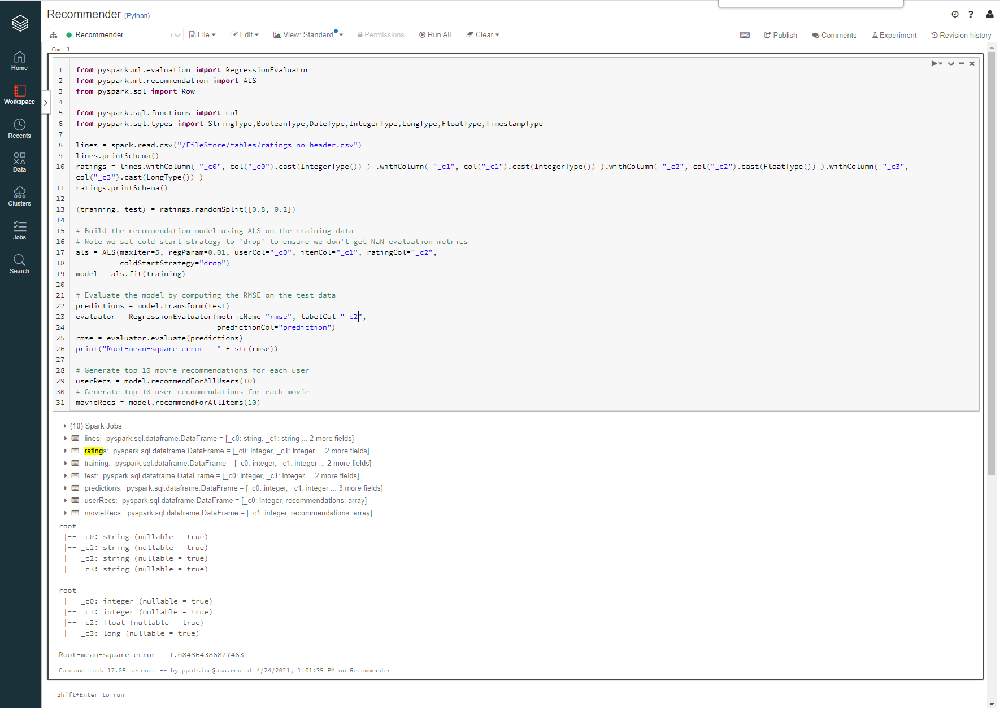 Recommender (Python)
Recommender File Edit View: Standard Permissions Run All Clear Publish Comments Experiment Revision history
Home
Workspace
Recents
Data
Clusters
Jobs
Search
Cmd 1
1 from pyspark.ml.evaluation import RegressionEvaluator
2 from pyspark.ml.recommendation import ALS
3 from pyspark.sql import Row
4
5 from pyspark.sql.functions import col
6 from pyspark.sql.types import StringType,BooleanType,DateType,IntegerType,LongType,FloatType,TimestampType
7
8 lines = spark.read.csv("/FileStore/tables/ratings_no_header.csv")
9 lines.printSchema()
10 ratings = lines.withColumn( "_c0", col("_c0").cast(IntegerType()) ) .withColumn( "_c1", col("_c1").cast(IntegerType()) ).withColumn( "_c2", col("_c2").cast(FloatType()) ).withColumn( "_c3",
col("_c3").cast(LongType()) )
11 ratings.printSchema()
12
13 (training, test) = ratings.randomSplit([0.8, 0.2])
14
15 # Build the recommendation model using ALS on the training data
16 # Note we set cold start strategy to 'drop' to ensure we don't get NaN evaluation metrics
17 als = ALS(maxIter=5, regParam=0.01, userCol="_c0", itemCol="_c1", ratingCol="_c2",
18 coldStartStrategy="drop")
19 model = als.fit(training)
20
21 # Evaluate the model by computing the RMSE on the test data
22 predictions = model.transform(test)
23 evaluator = RegressionEvaluator(metricName="rmse", labelCol="_c2",
24 predictionCol="prediction")
25 rmse = evaluator.evaluate(predictions)
26 print("Root-mean-square error = " + str(rmse))
27
28 # Generate top 10 movie recommendations for each user
29 userRecs = model.recommendForAllUsers(10)
30 # Generate top 10 user recommendations for each movie
31 movieRecs = model.recommendForAllItems(10)
(10) Spark Jobs
lines: pyspark.sql.dataframe.DataFrame = [_c0: string, _c1: string ... 2 more fields]
ratings: pyspark.sql.dataframe.DataFrame = [_c0: integer, _c1: integer ... 2 more fields]
training: pyspark.sql.dataframe.DataFrame = [_c0: integer, _c1: integer ... 2 more fields]
test: pyspark.sql.dataframe.DataFrame = [_c0: integer, _c1: integer ... 2 more fields]
predictions: pyspark.sql.dataframe.DataFrame = [_c0: integer, _c1: integer ... 3 more fields]
userRecs: pyspark.sql.dataframe.DataFrame = [_c0: integer, recommendations: array]
movieRecs: pyspark.sql.dataframe.DataFrame = [_c1: integer, recommendations: array]
root
|-- _c0: string (nullable = true)
|-- _c1: string (nullable = true)
|-- _c2: string (nullable = true)
|-- _c3: string (nullable = true)
root
|-- _c0: integer (nullable = true)
|-- _c1: integer (nullable = true)
|-- _c2: float (nullable = true)
|-- _c3: long (nullable = true)
Root-mean-square error = 1.084864386877463
Command took 17.05 seconds -- by ppolsine@asu.edu at 4/24/2021, 1:01:35 PM on Recommender
Shift+Enter to run